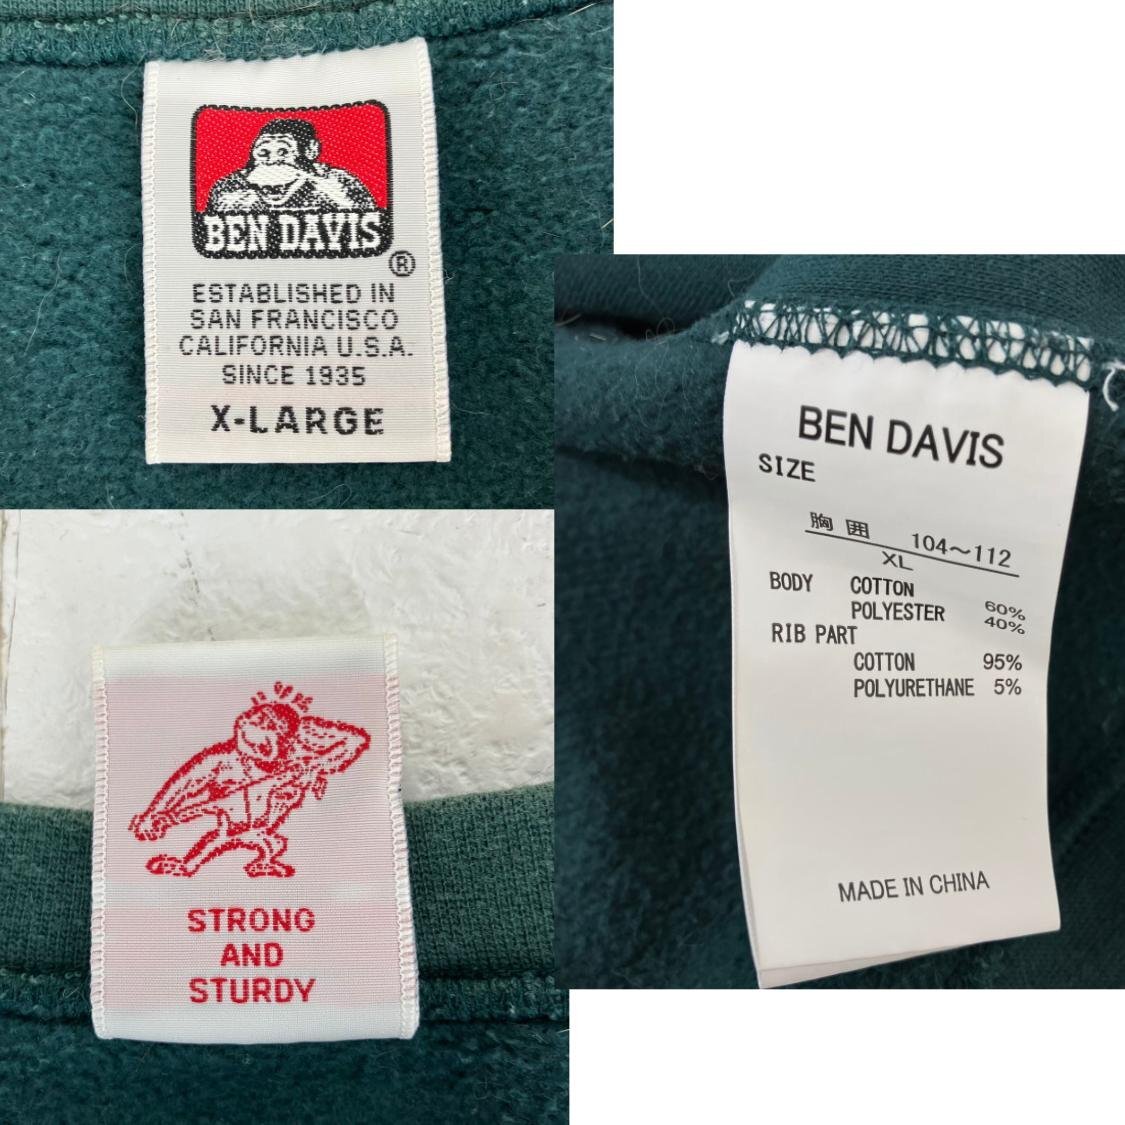 BEN DAVIS
®
ESTABLISHED IN
SAN FRANCISCO
CALIFORNIA U.S.A.
SINCE 1935
X-LARGE
BEN DAVIS
SIZE
胸囲 104～112
XL
BODY COTTON 60%
POLYESTER 40%
RIB PART
COTTON 95%
POLYURETHANE 5%
MADE IN CHINA
STRONG
AND
STURDY